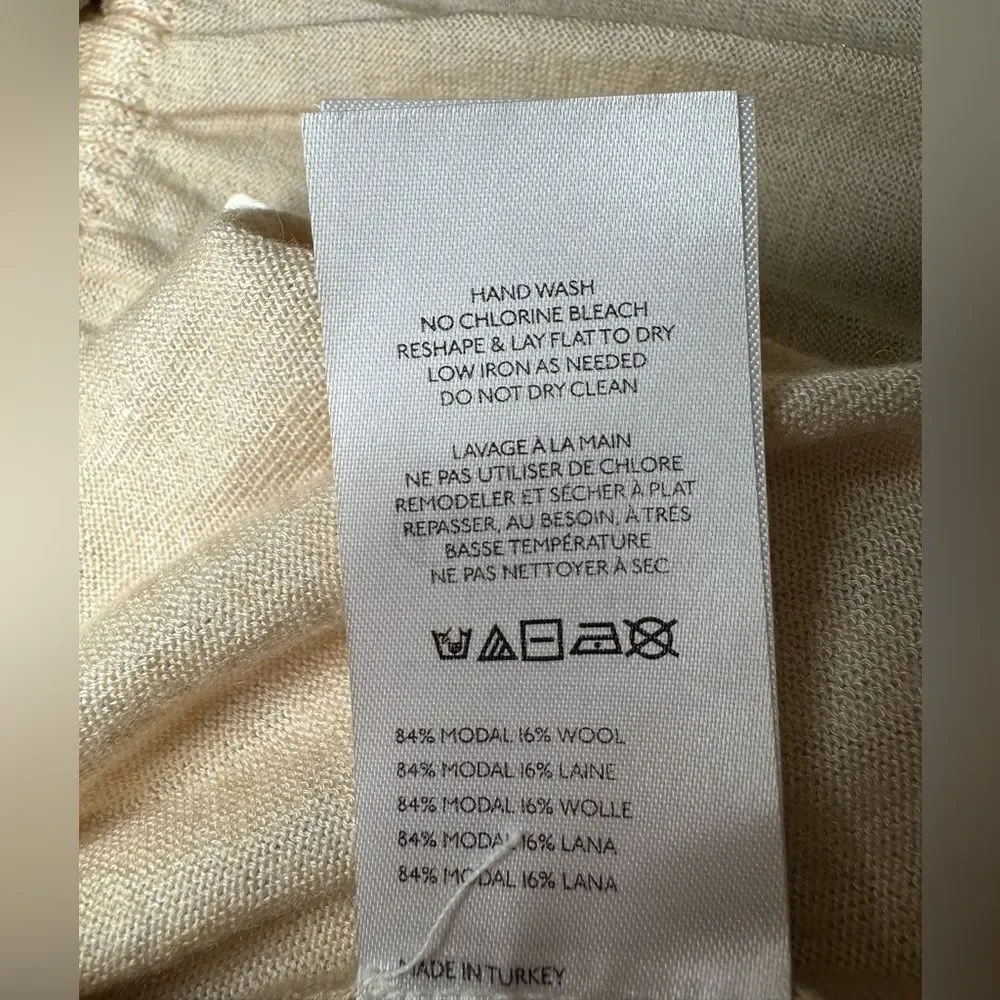 HAND WASH
NO CHLORINE BLEACH
RESHAPE & LAY FLAT TO DRY
LOW IRON AS NEEDED
DO NOT DRY CLEAN
LAVAGE À LA MAIN
NE PAS UTILISER DE CHLORE
REMODELER ET SÉCHER À PLAT
REPASSER, AU BESOIN, À TRÉS
BASSE TEMPÉRATURE
NE PAS NETTOYER À SEC
84% MODAL 16% WOOL
84% MODAL 16% LAINE
84% MODAL 16% WOLLE
84% MODAL 16% LANA
84% MODAL 16% LANA
MADE IN TURKEY